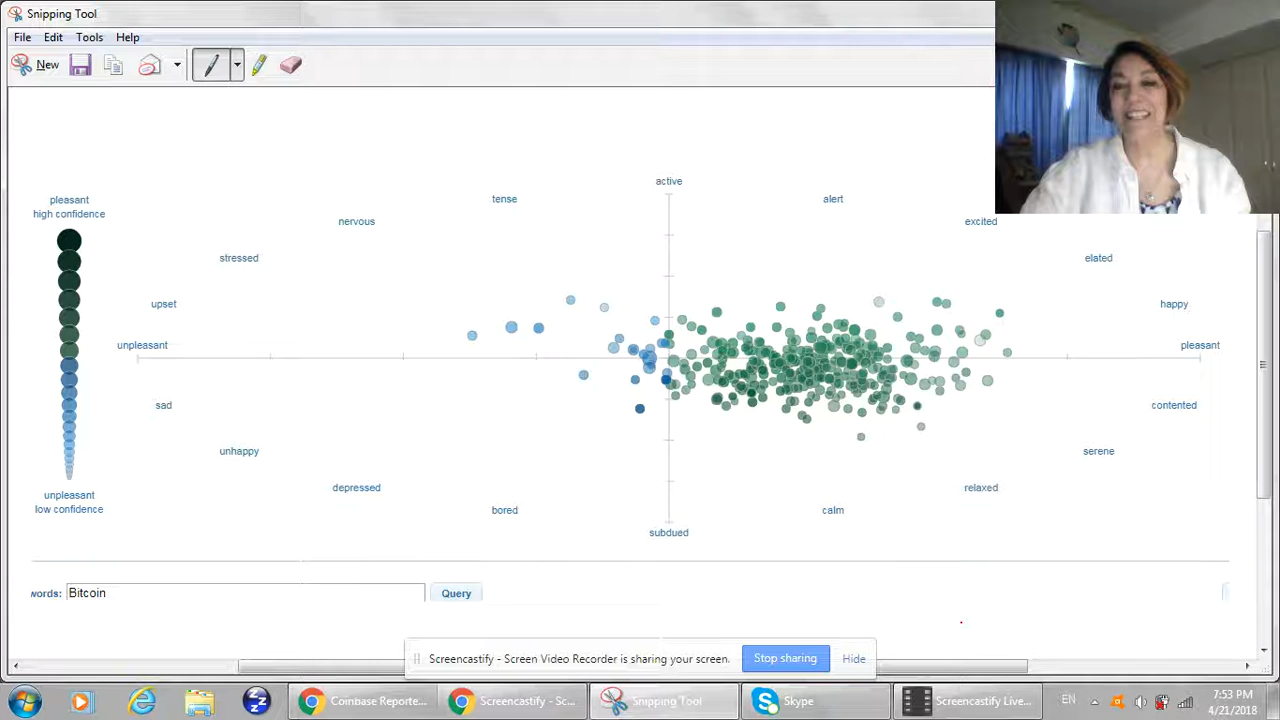 Snipping Tool
File Edit Tools Help
New
active
pleasant
high confidence
tense
alert
nervous
excited
stressed
elated
upset
happy
unpleasant
pleasant
sad
contented
unhappy
serene
depressed
relaxed
unpleasant
low confidence
bored
calm
subdued
words: Bitcoin Query
Screencastify - Screen Video Recorder is sharing your screen. Stop sharing Hide
Coinbase Reporte... Screencastify - Sc... Snipping Tool Skype Screencastify Live... EN 7:53 PM
4/21/2018